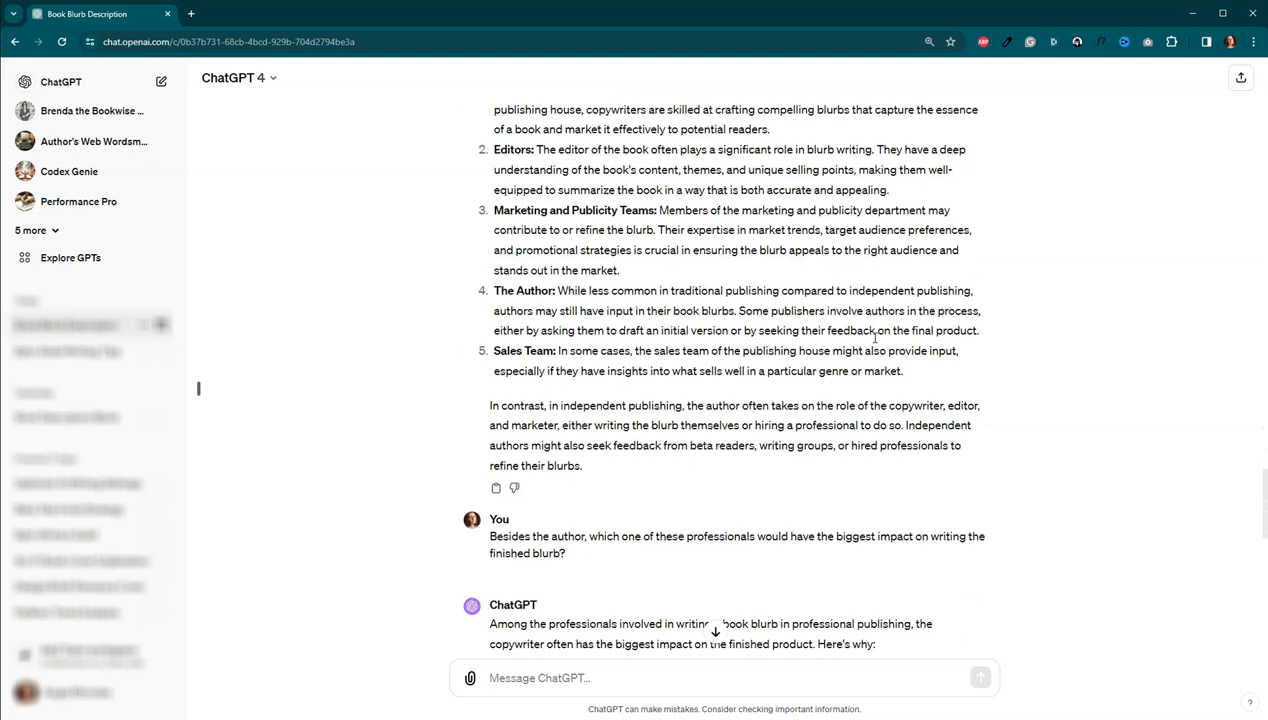 Book Blurb Description
chat.openai.com/c/0b37b731-68cb-4bcd-929b-704d2794be3a
ChatGPT
Brenda the Bookwise ...
Author's Web Wordsm...
Codex Genie
Performance Pro
5 more
Explore GPTs
ChatGPT 4
publishing house, copywriters are skilled at crafting compelling blurbs that capture the essence
of a book and market it effectively to potential readers.
2. Editors: The editor of the book often plays a significant role in blurb writing. They have a deep
understanding of the book's content, themes, and unique selling points, making them well-
equipped to summarize the book in a way that is both accurate and appealing.
3. Marketing and Publicity Teams: Members of the marketing and publicity department may
contribute to or refine the blurb. Their expertise in market trends, target audience preferences,
and promotional strategies is crucial in ensuring the blurb appeals to the right audience and
stands out in the market.
4. The Author: While less common in traditional publishing compared to independent publishing,
authors may still have input in their book blurbs. Some publishers involve authors in the process,
either by asking them to draft an initial version or by seeking their feedback on the final product.
5. Sales Team: In some cases, the sales team of the publishing house might also provide input,
especially if they have insights into what sells well in a particular genre or market.
In contrast, in independent publishing, the author often takes on the role of the copywriter, editor,
and marketer, either writing the blurb themselves or hiring a professional to do so. Independent
authors might also seek feedback from beta readers, writing groups, or hired professionals to
refine their blurbs.
You
Besides the author, which one of these professionals would have the biggest impact on writing the
finished blurb?
ChatGPT
Among the professionals involved in writing book blurb in professional publishing, the
copywriter often has the biggest impact on the finished product. Here's why:
Message ChatGPT...
ChatGPT can make mistakes. Consider checking important information.
?